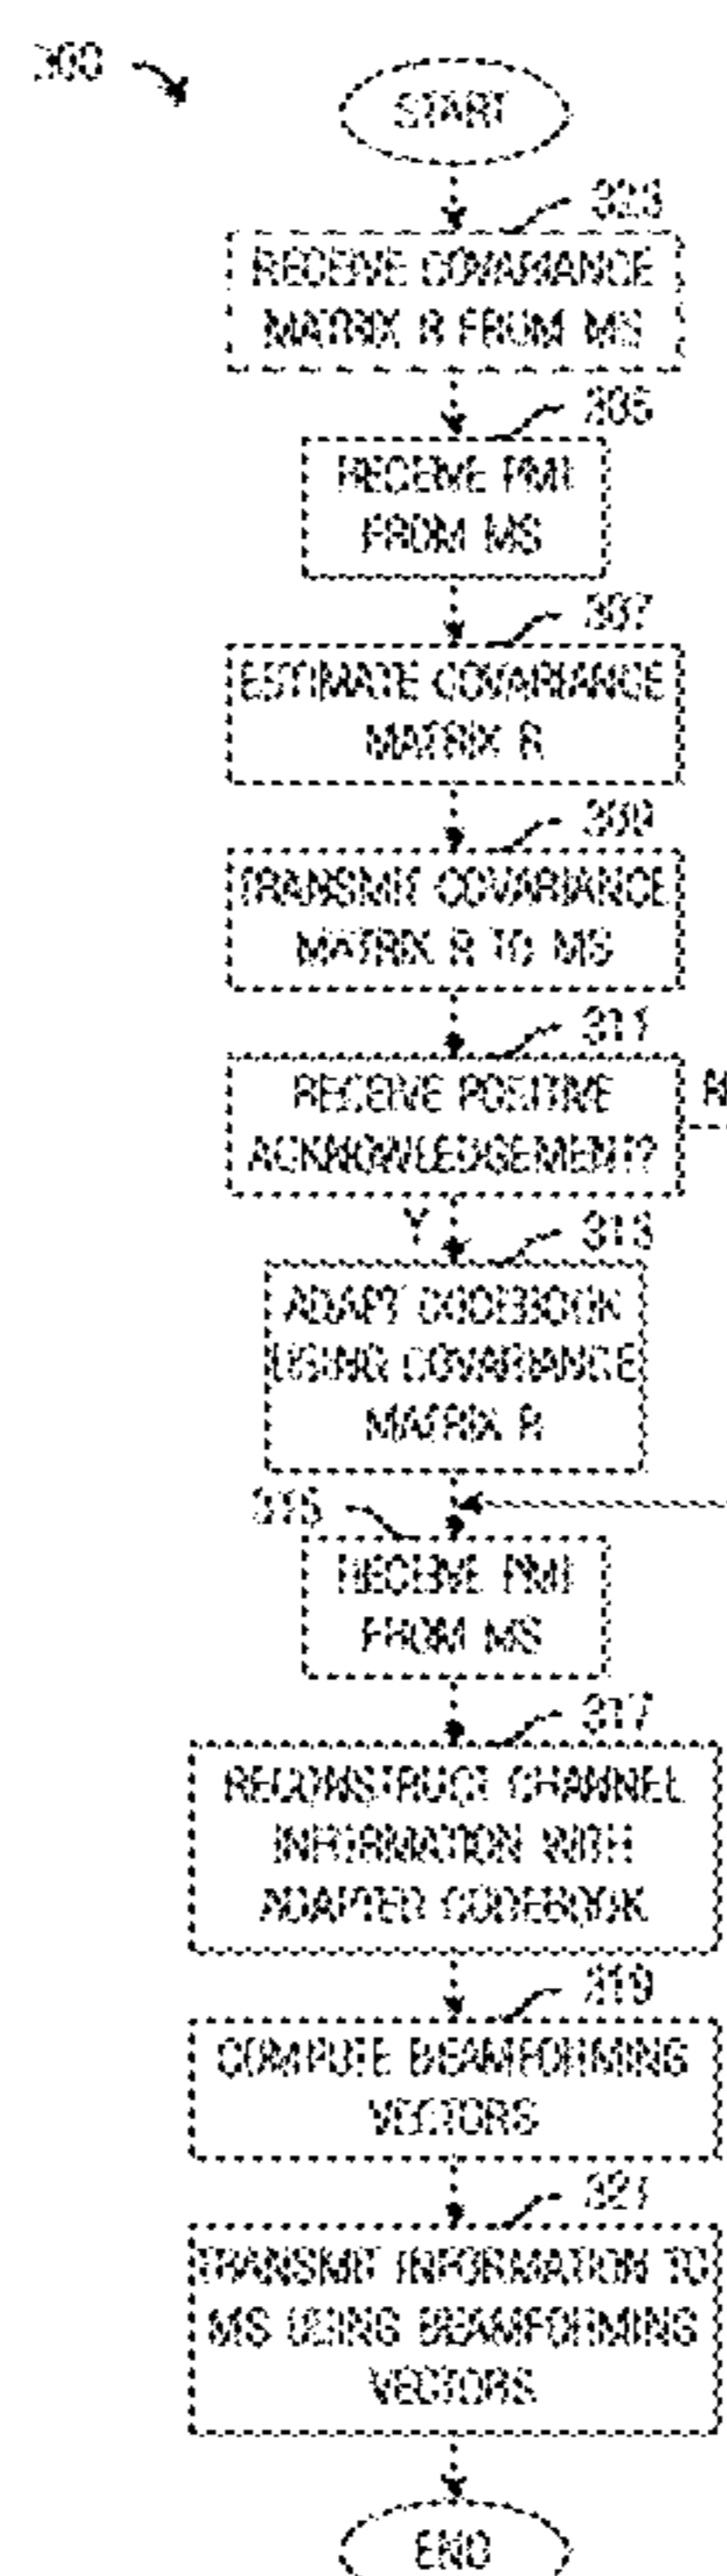 300
START
323
RECEIVE COVARIANCE
MATRIX R FROM MS
305
RECEIVE PMI
FROM MS
307
ESTIMATE COVARIANCE
MATRIX R
309
TRANSMIT COVARIANCE
MATRIX R TO MS
311
RECEIVE POSITIVE
ACKNOWLEDGEMENT?
Y
313
ADAPT CODEBOOK
USING COVARIANCE
MATRIX R
315
RECEIVE PMI
FROM MS
317
RECONSTRUCT CHANNEL
INFORMATION WITH
ADAPTED CODEBOOK
319
COMPUTE BEAMFORMING
VECTORS
321
TRANSMIT INFORMATION TO
MS USING BEAMFORMING
VECTORS
END